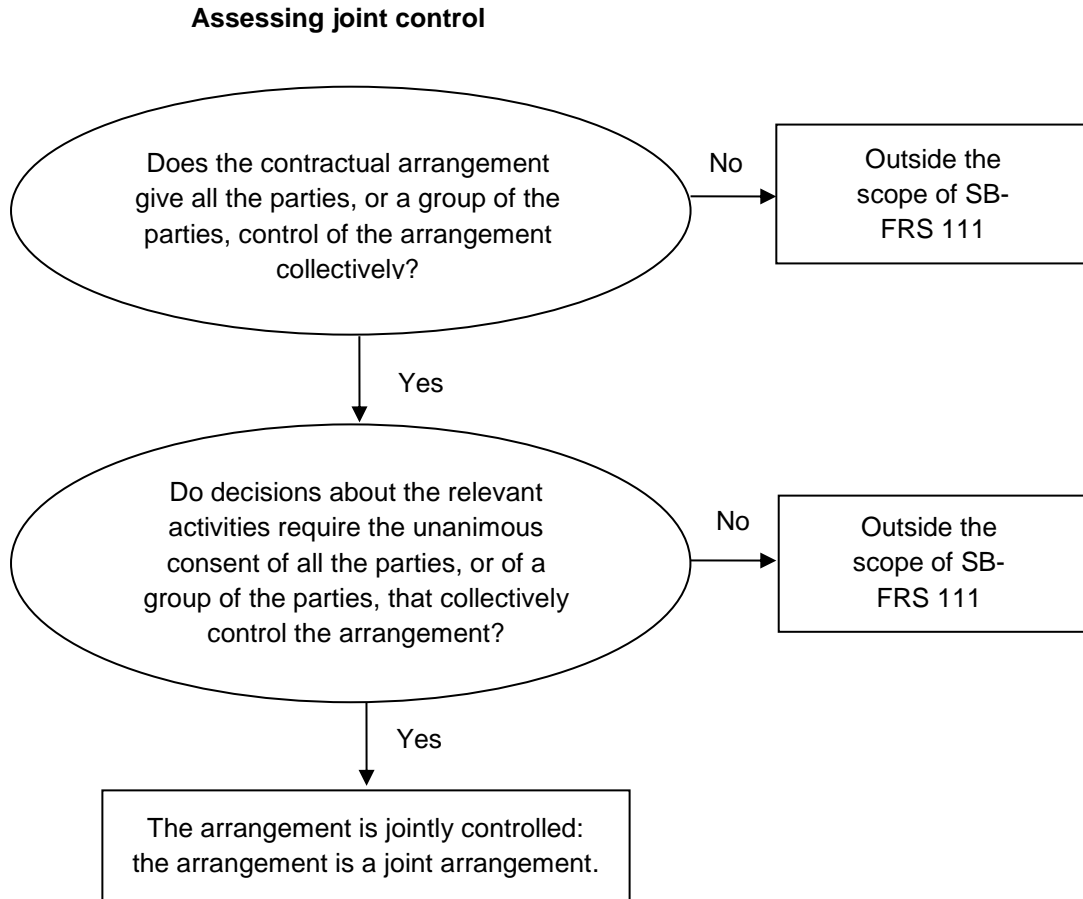 Assessing joint control
Does the contractual arrangement
give all the parties, or a group of the
parties, control of the arrangement
collectively?
No
Outside the
scope of SB-
FRS 111
Yes
Do decisions about the relevant
activities require the unanimous
consent of all the parties, or of a
group of the parties, that collectively
control the arrangement?
No
Outside the
scope of SB-
FRS 111
Yes
The arrangement is jointly controlled:
the arrangement is a joint arrangement.